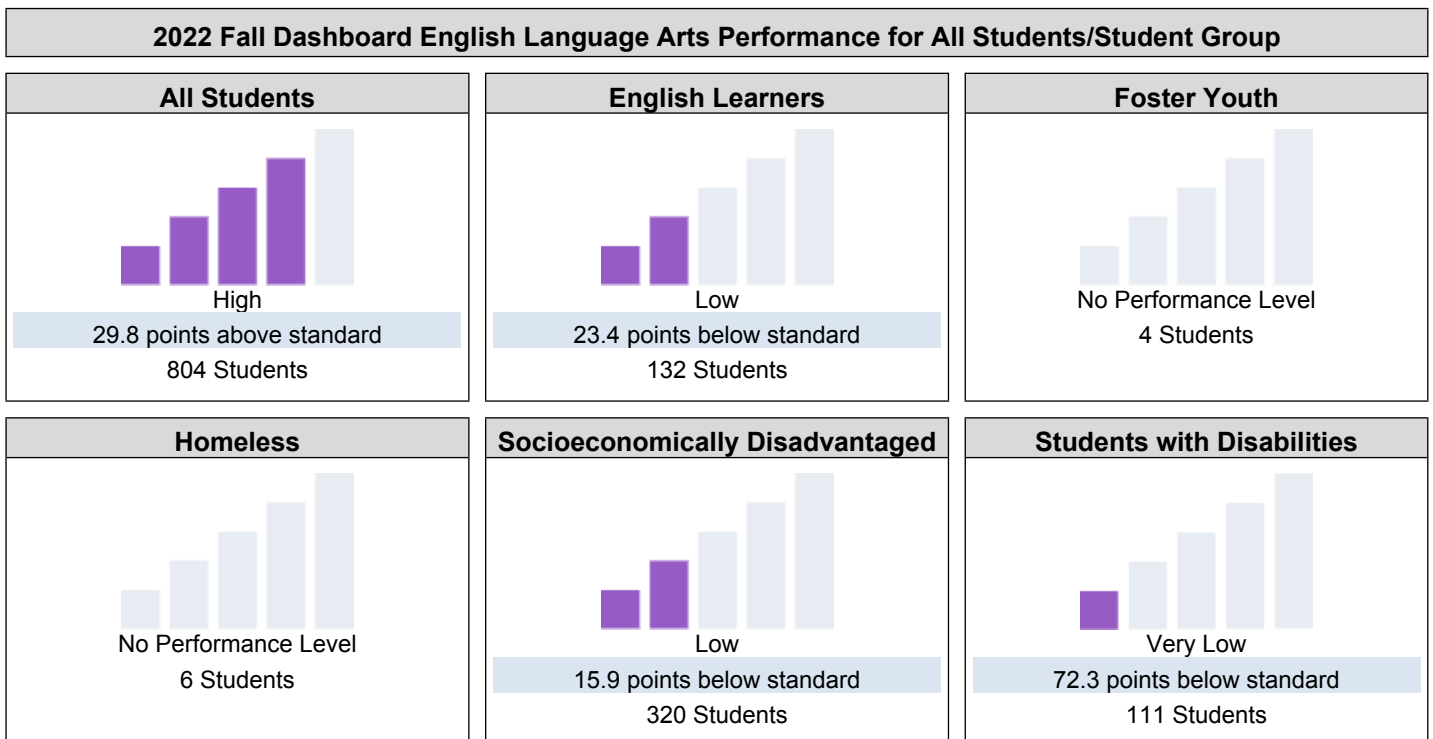 2022 Fall Dashboard English Language Arts Performance for All Students/Student Group
All Students
High
29.8 points above standard
804 Students
English Learners
Low
23.4 points below standard
132 Students
Foster Youth
No Performance Level
4 Students
Homeless
No Performance Level
6 Students
Socioeconomically Disadvantaged
Low
15.9 points below standard
320 Students
Students with Disabilities
Very Low
72.3 points below standard
111 Students